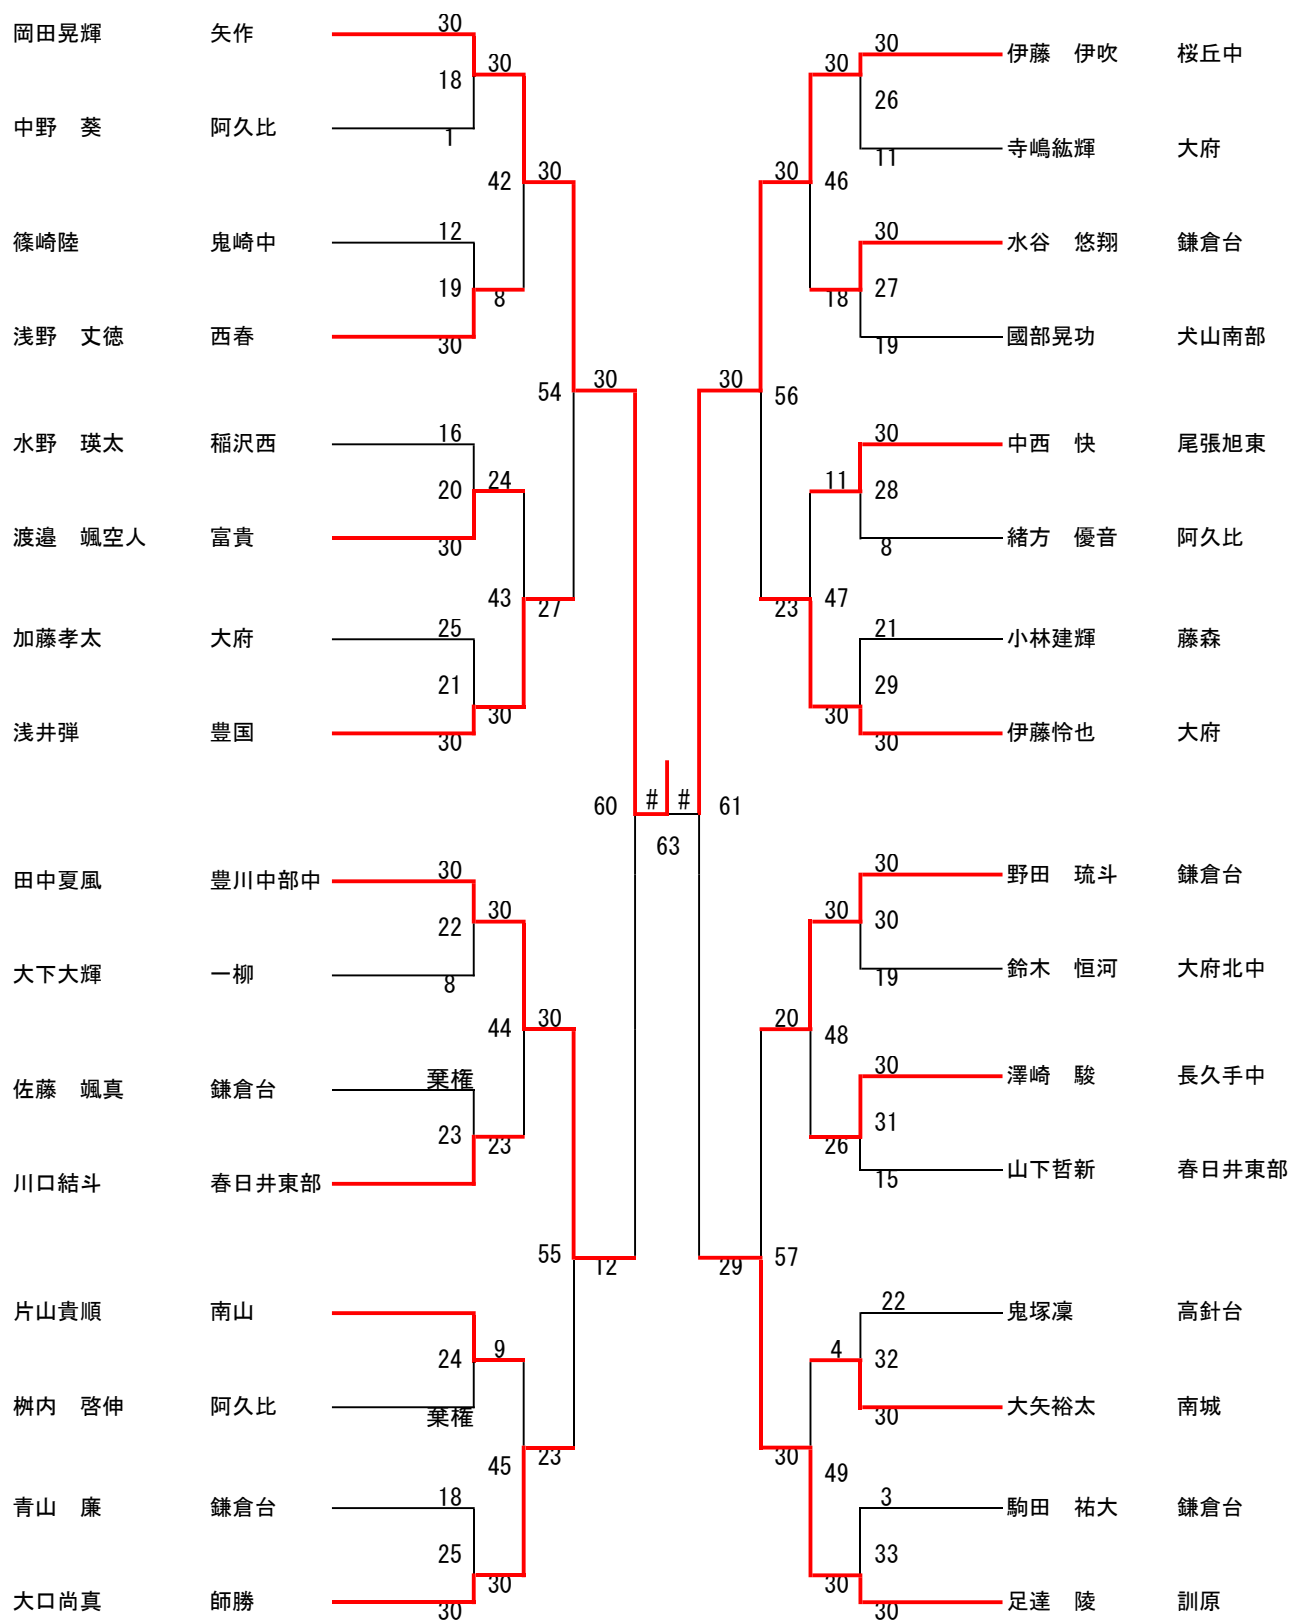 岡田晃輝 矢作 30
18 30
中野 葵 阿久比 1
42 30
篠崎陸 鬼崎中 12
19 8
浅野 丈徳 西春 30
54 30
水野 瑛太 稲沢西 16
20 24
渡邉 颯空人 富貴 30
43 27
加藤孝太 大府 25
21 30
浅井弾 豊国 30
60 # # 61
63
田中夏風 豊川中部中 30
22 30
大下大輝 一柳 8
44 30
佐藤 颯真 鎌倉台 棄権
23 23
川口結斗 春日井東部
55 12
片山貴順 南山
24 9
桝内 啓伸 阿久比 棄権
45 23
青山 廉 鎌倉台 18
25 30
大口尚真 師勝 30
30 伊藤 伊吹 桜丘中
30 26
11 寺嶋紘輝 大府
30 46
30 水谷 悠翔 鎌倉台
18 27
19 國部晃功 犬山南部
30 56
30 中西 快 尾張旭東
11 28
8 緒方 優音 阿久比
23 47
21 小林建輝 藤森
30 29
30 伊藤怜也 大府
30 野田 琉斗 鎌倉台
30 30
19 鈴木 恒河 大府北中
20 48
30 澤崎 駿 長久手中
26 31
15 山下哲新 春日井東部
29 57
22 鬼塚凜 高針台
4 32
30 大矢裕太 南城
30 49
3 駒田 祐大 鎌倉台
30 33
30 足達 陵 訓原